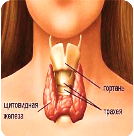 гортань
щитовидная
железа
трахея